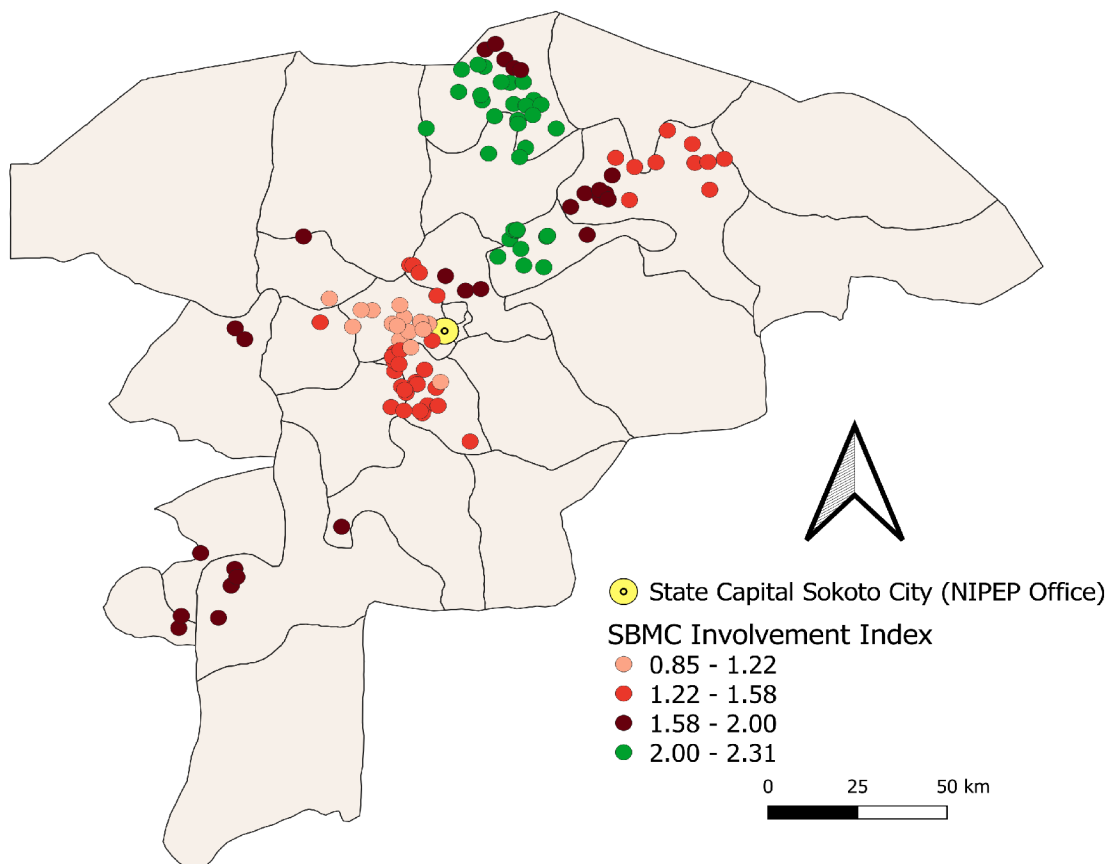 State Capital Sokoto City (NIPEP Office)
SBMC Involvement Index
0.85 - 1.22
1.22 - 1.58
1.58 - 2.00
2.00 - 2.31
0 25 50 km